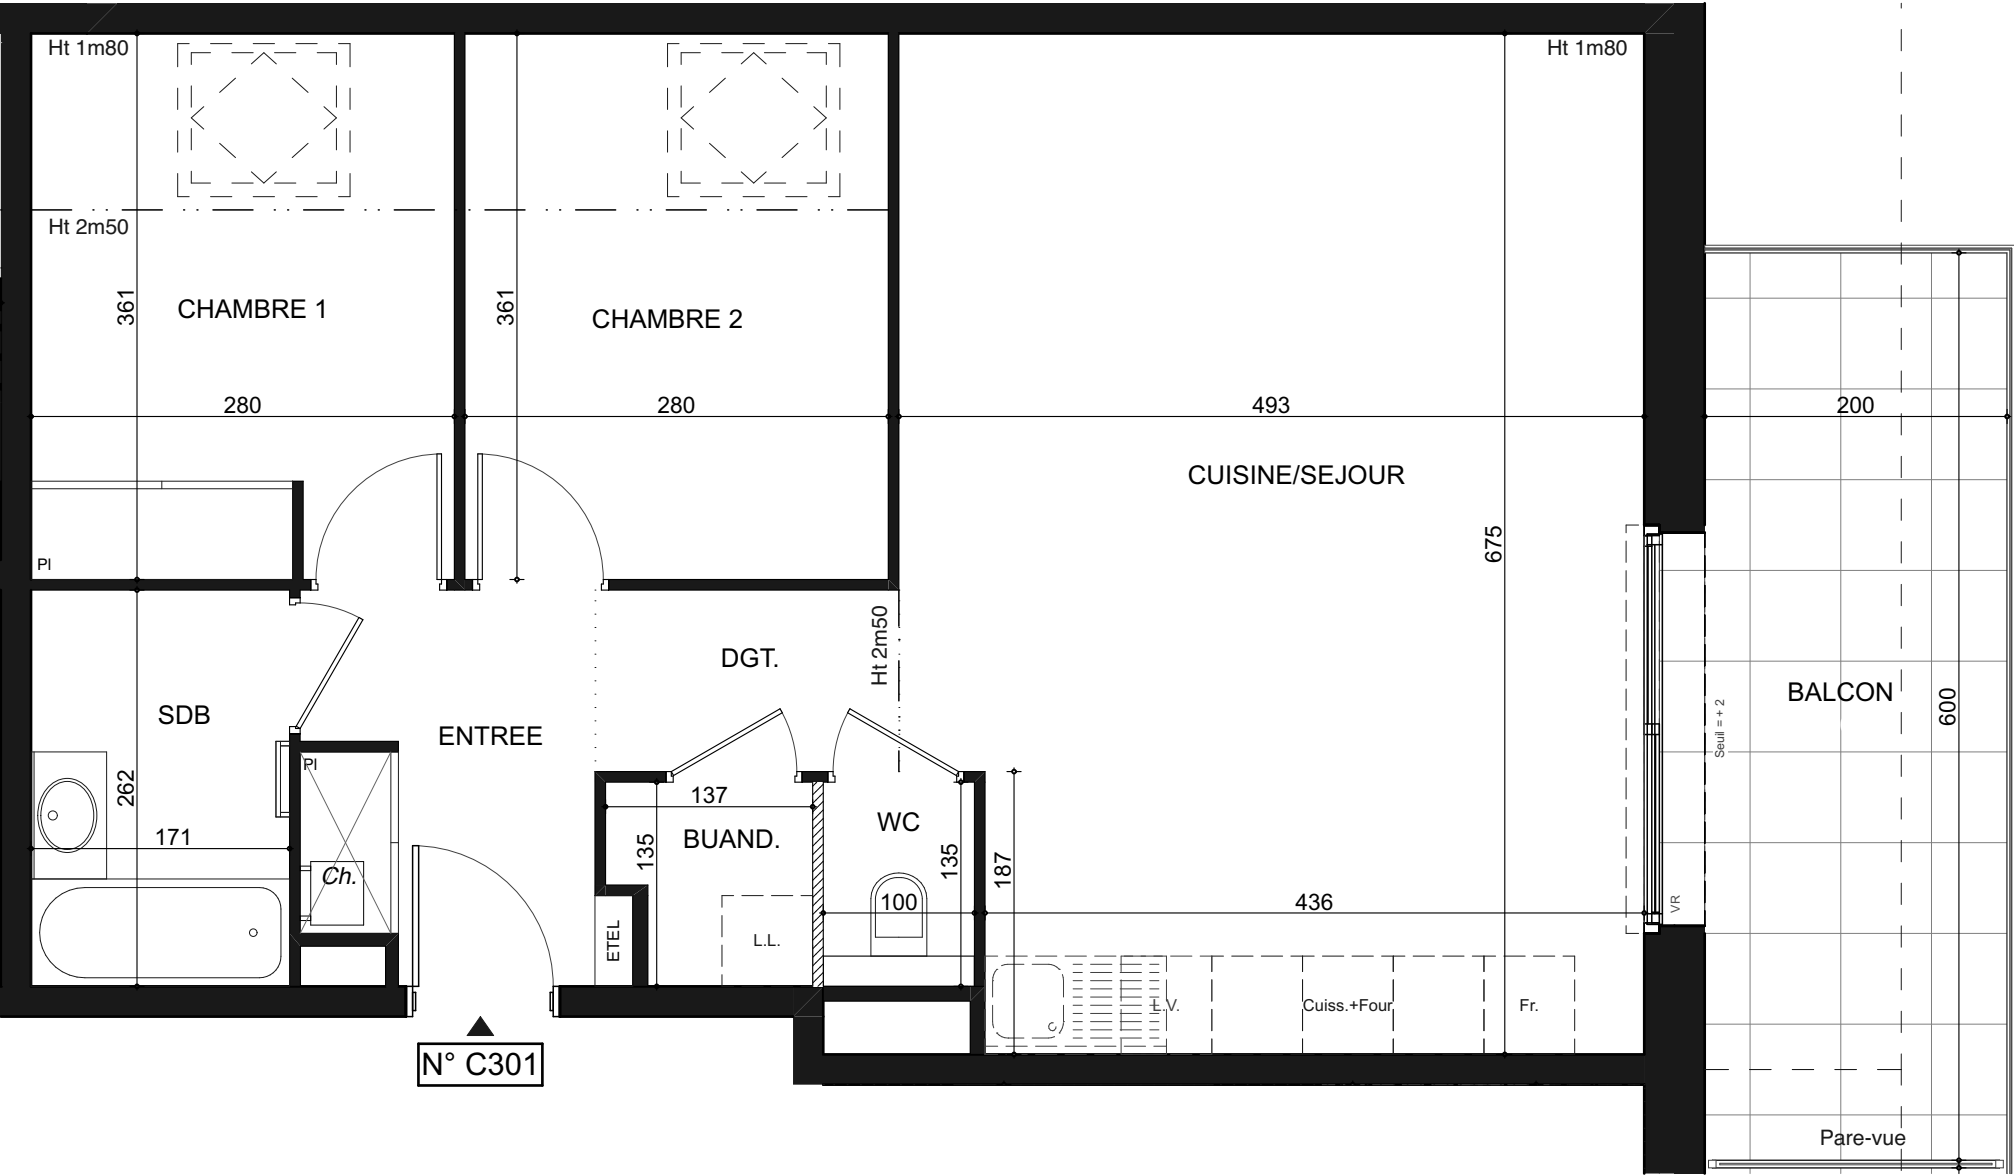 Ht 1m80
Ht 1m80
Ht 2m50
361
CHAMBRE 1
361
CHAMBRE 2
280
280
493
200
CUISINE/SEJOUR
675
Pl
Ht 2m50
DGT.
SDB
ENTREE
BALCON
600
Seuil = + 2
Pl
262
137
171
BUAND.
WC
135
135
187
Ch.
100
436
VR
ETEL
L.L.
L.V.
Cuiss.+Four
Fr.
N° C301
Pare-vue